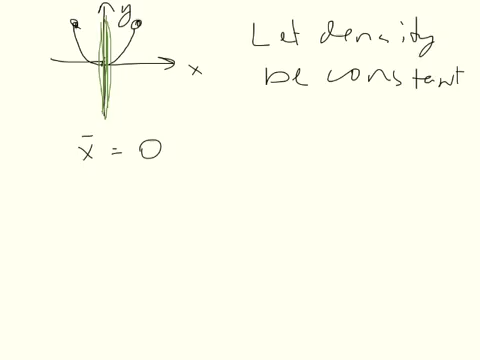 y
Let density
x
be constant
x̄ = 0